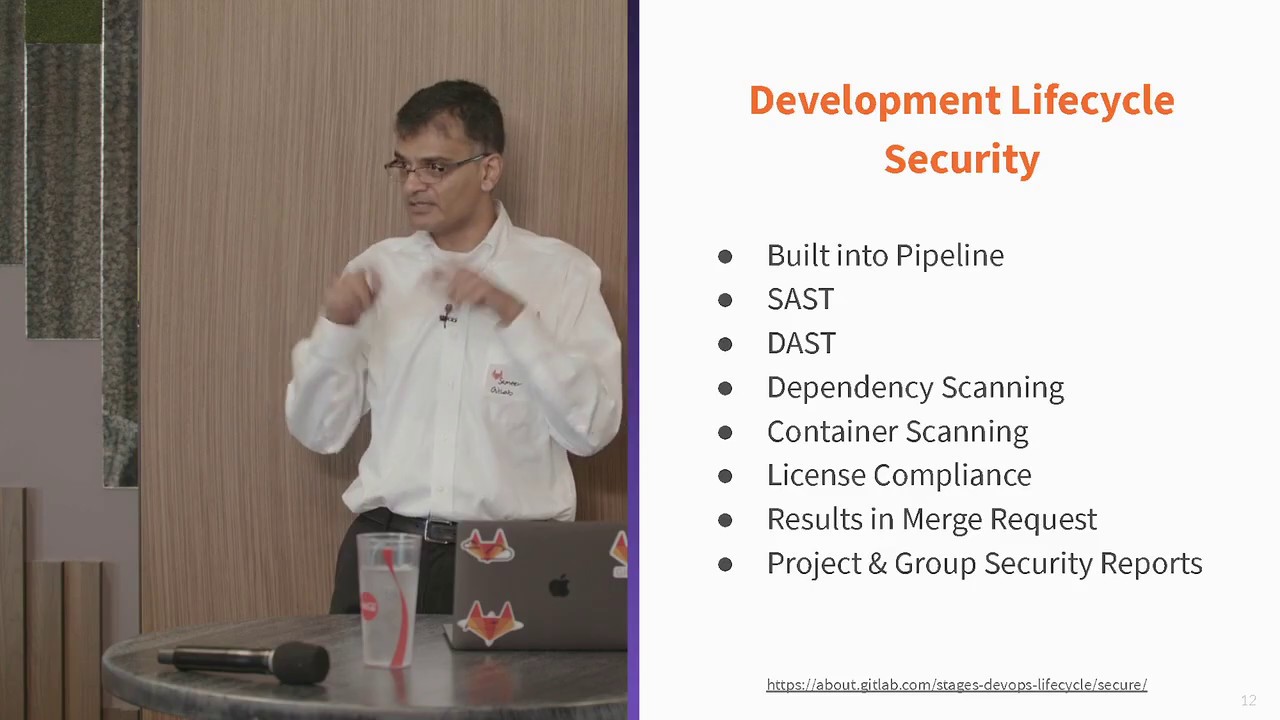 Development Lifecycle
Security
● Built into Pipeline
● SAST
● DAST
● Dependency Scanning
● Container Scanning
● License Compliance
● Results in Merge Request
● Project & Group Security Reports
https://about.gitlab.com/stages-devops-lifecycle/secure/
12
GitLab